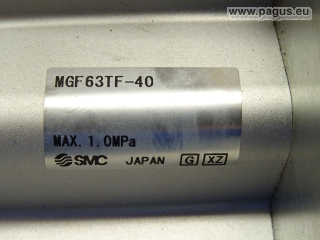 www.pagus.eu
MGF63TF-40
MAX. 1.0MPa
SMC JAPAN G XZ